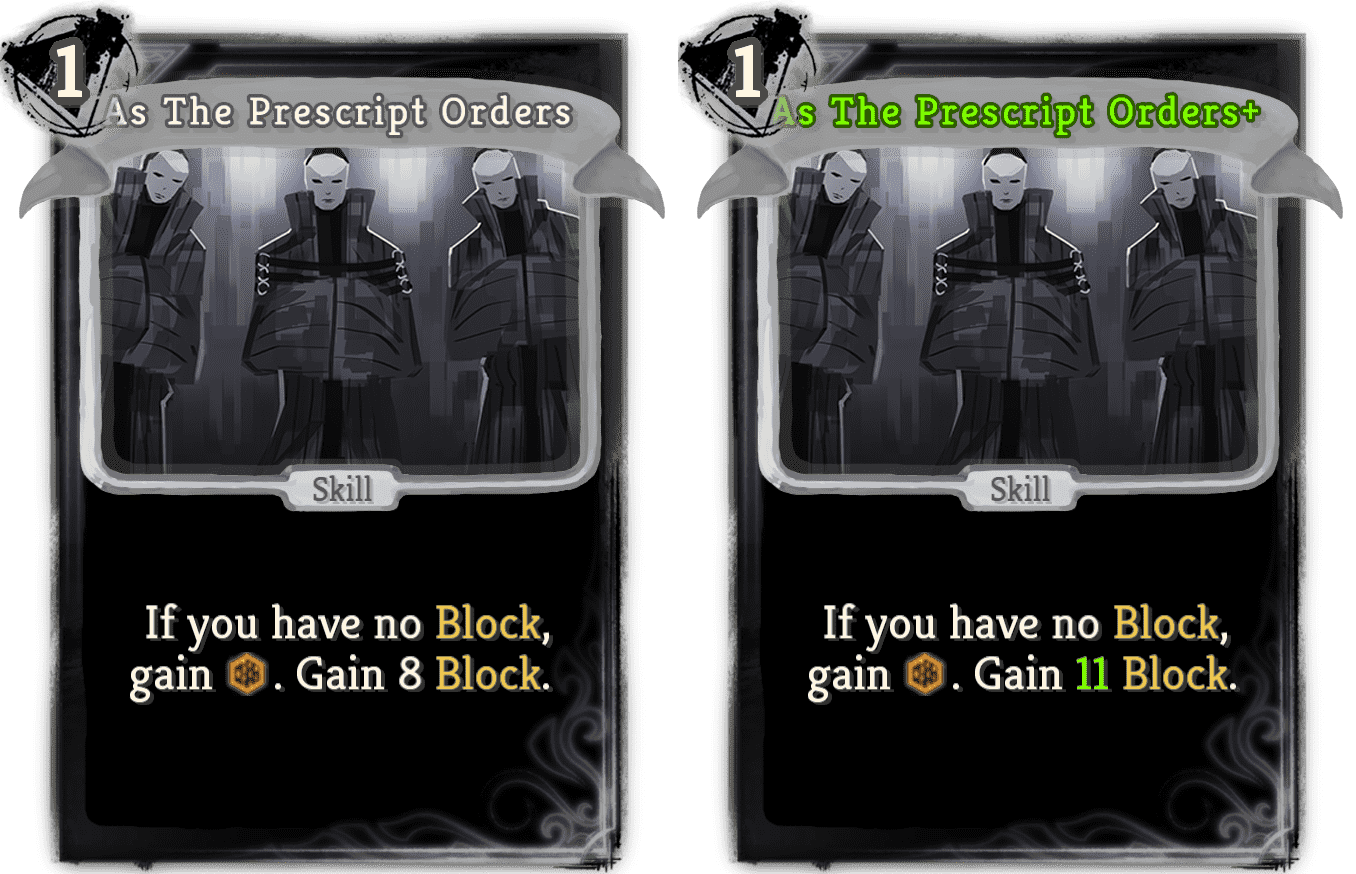 1
As The Prescript Orders
Skill
If you have no Block,
gain . Gain 8 Block.
1
As The Prescript Orders+
Skill
If you have no Block,
gain . Gain 11 Block.